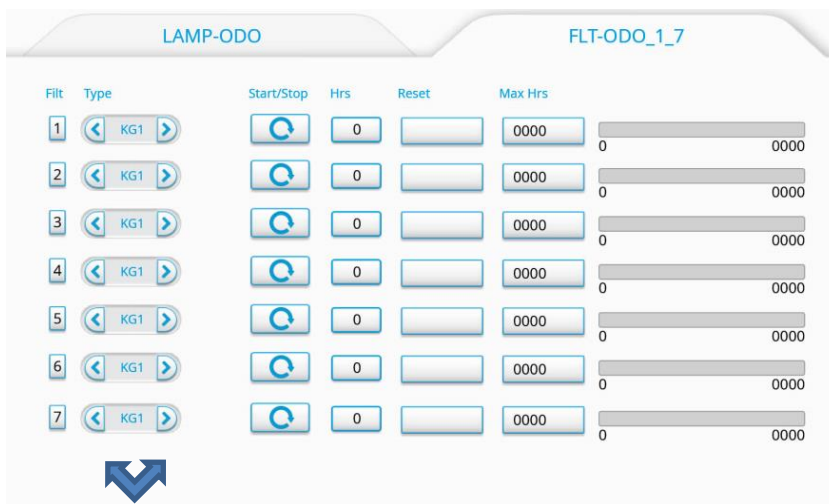 LAMP-ODO FLT-ODO_1_7
Filt Type Start/Stop Hrs Reset Max Hrs
1 KG1 0 0000
0 0000
2 KG1 0 0000
0 0000
3 KG1 0 0000
0 0000
4 KG1 0 0000
0 0000
5 KG1 0 0000
0 0000
6 KG1 0 0000
0 0000
7 KG1 0 0000
0 0000